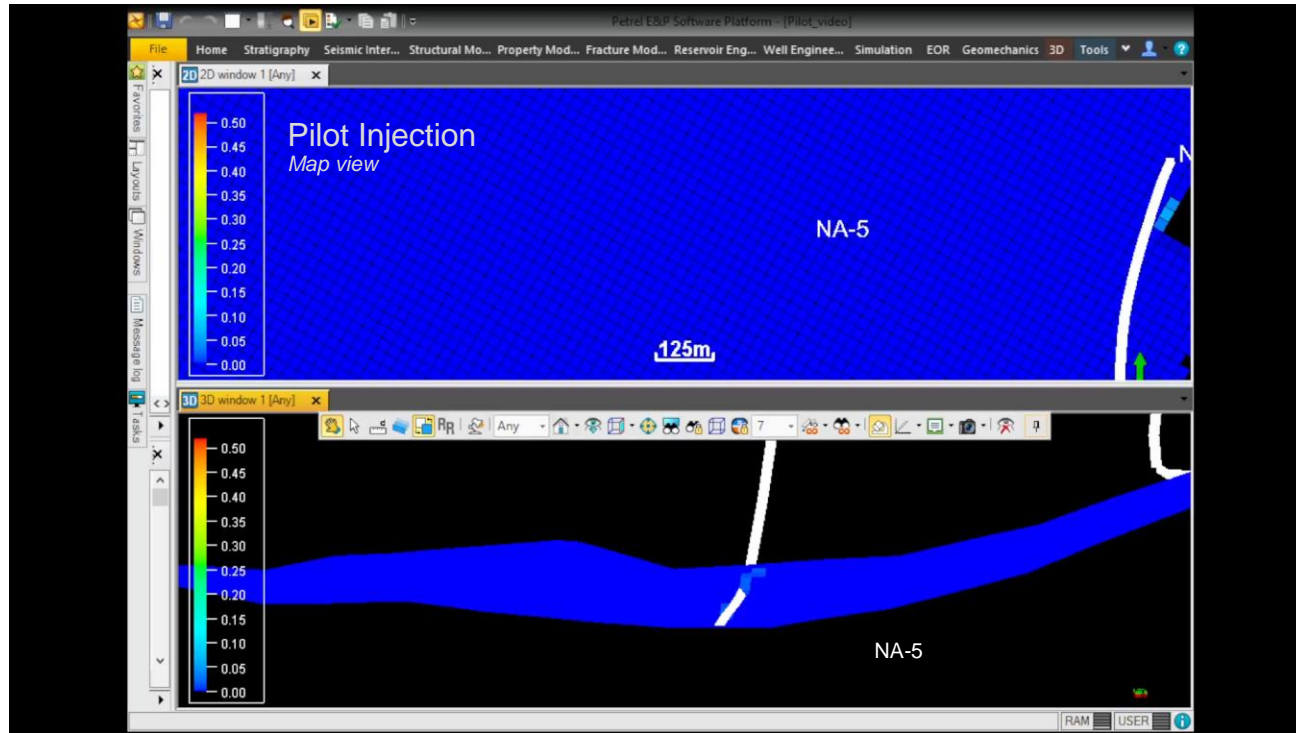 Petrel E&P Software Platform - [Pilot_video]
File Home Stratigraphy Seismic Inter... Structural Mo... Property Mod... Fracture Mod... Reservoir Eng... Well Enginee... Simulation EOR Geomechanics 3D Tools
Favorites
Layouts
Windows
Message log
Tasks
2D 2D window 1 [Any]
0.50
0.45
0.40
0.35
0.30
0.25
0.20
0.15
0.10
0.05
0.00
Pilot Injection
Map view
NA-5
N
125m
3D 3D window 1 [Any]
RR Any 7
0.50
0.45
0.40
0.35
0.30
0.25
0.20
0.15
0.10
0.05
0.00
NA-5
RAM USER